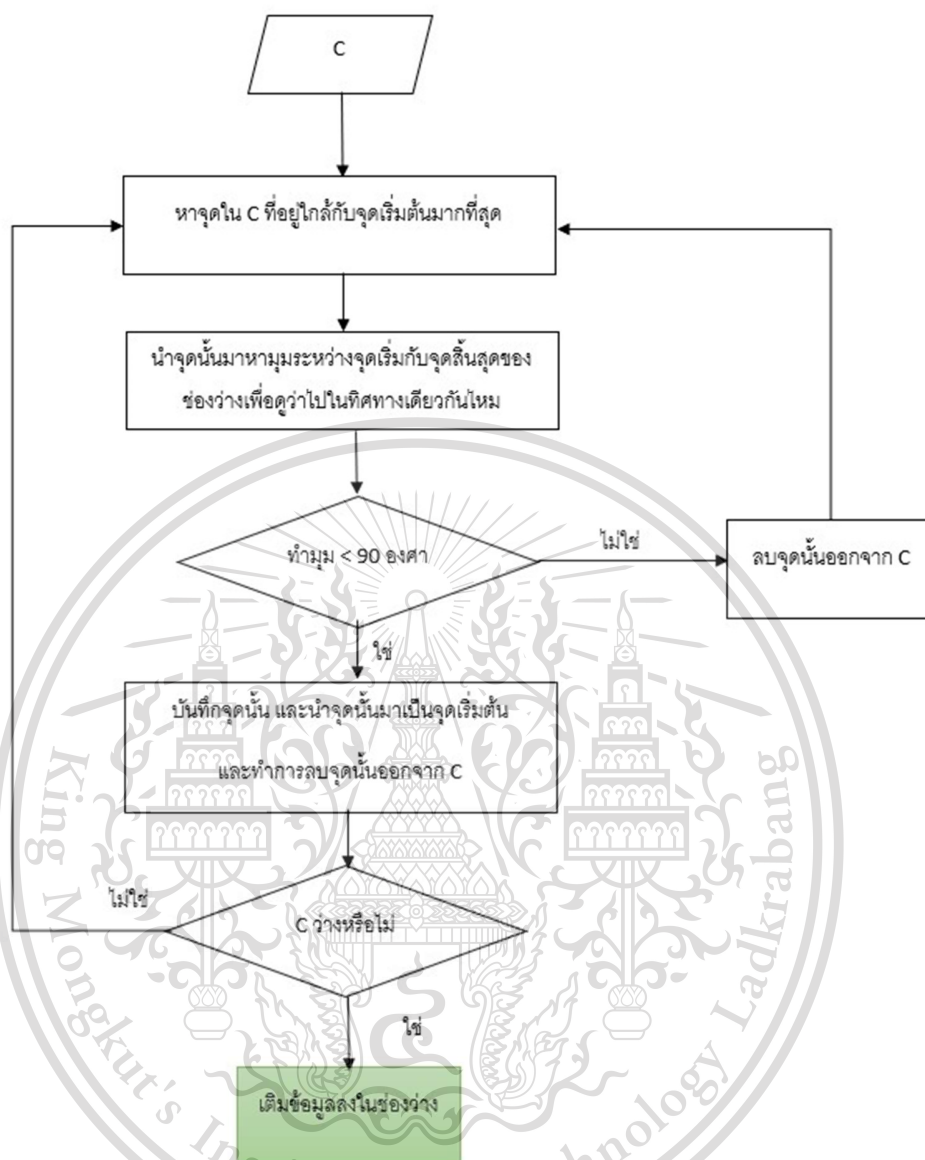 C
หาจุดใน C ที่อยู่ใกล้กับจุดเริ่มต้นมากที่สุด
นำจุดนั้นมาหามุมระหว่างจุดเริ่มกับจุดสิ้นสุดของ
ช่องว่างเพื่อดูว่าไปในทิศทางเดียวกันไหม
ทำมุม < 90 องศา
ไม่ใช่
ลบจุดนั้นออกจาก C
ใช่
บันทึกจุดนั้น และนำจุดนั้นมาเป็นจุดเริ่มต้น
และทำการลบจุดนั้นออกจาก C
ไม่ใช่
C ว่างหรือไม่
ใช่
เติมข้อมูลลงในช่องว่าง
King Mongkut's Institute of Technology Ladkrabang